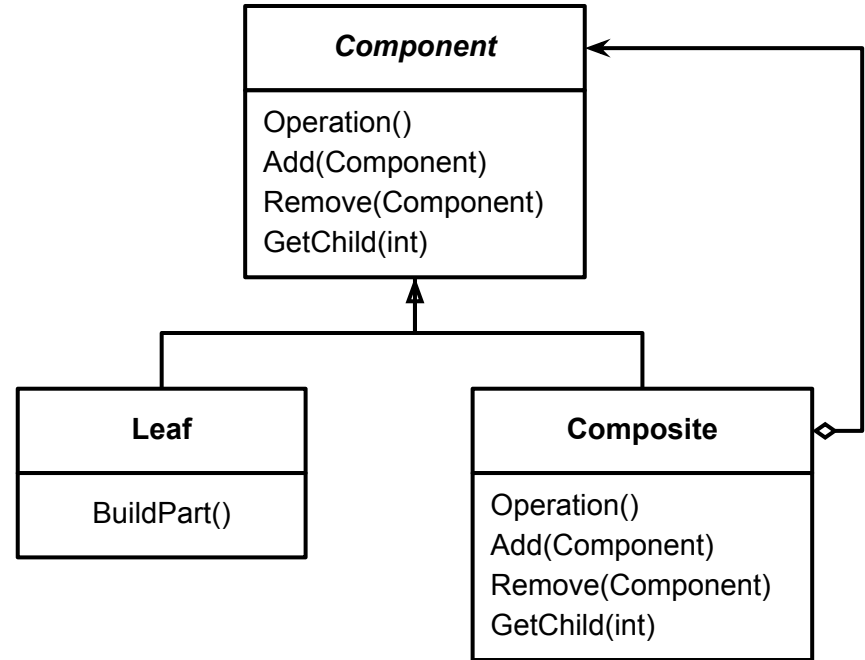 Component
Operation()
Add(Component)
Remove(Component)
GetChild(int)
Leaf
BuildPart()
Composite
Operation()
Add(Component)
Remove(Component)
GetChild(int)